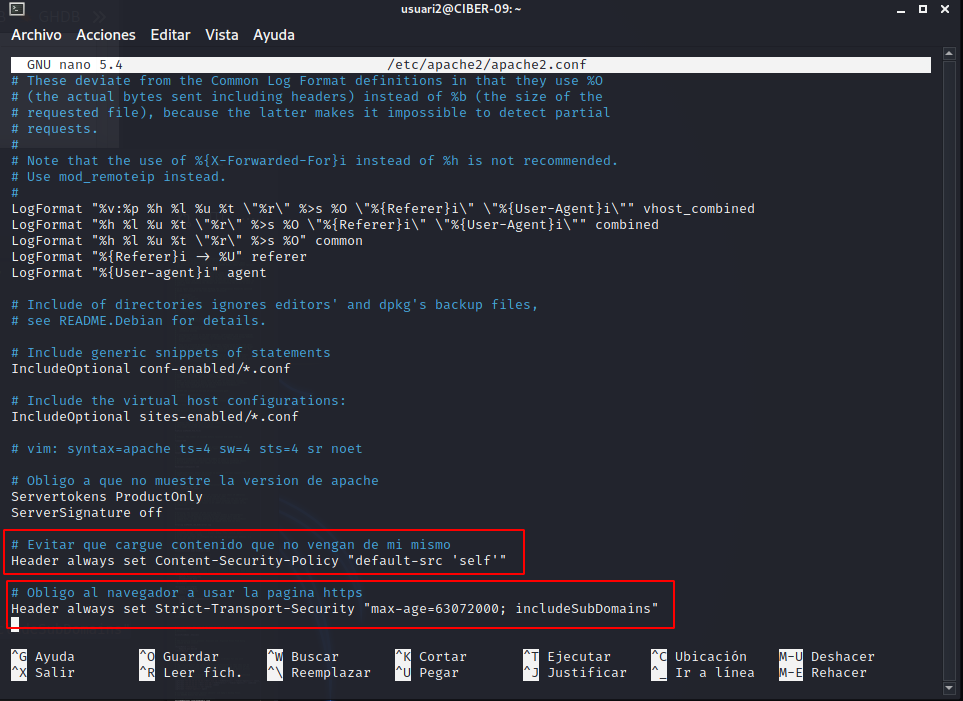 GHDB
usuari2@CIBER-09:~
Archivo Acciones Editar Vista Ayuda
GNU nano 5.4 /etc/apache2/apache2.conf
# These deviate from the Common Log Format definitions in that they use %O
# (the actual bytes sent including headers) instead of %b (the size of the
# requested file), because the latter makes it impossible to detect partial
# requests.
#
# Note that the use of %{X-Forwarded-For}i instead of %h is not recommended.
# Use mod_remoteip instead.
#
LogFormat "%v:%p %h %l %u %t \"%r\" %>s %O \"%{Referer}i\" \"%{User-Agent}i\"" vhost_combined
LogFormat "%h %l %u %t \"%r\" %>s %O \"%{Referer}i\" \"%{User-Agent}i\"" combined
LogFormat "%h %l %u %t \"%r\" %>s %O" common
LogFormat "%{Referer}i -> %U" referer
LogFormat "%{User-agent}i" agent
# Include of directories ignores editors' and dpkg's backup files,
# see README.Debian for details.
# Include generic snippets of statements
IncludeOptional conf-enabled/*.conf
# Include the virtual host configurations:
IncludeOptional sites-enabled/*.conf
# vim: syntax=apache ts=4 sw=4 sts=4 sr noet
# Obligo a que no muestre la version de apache
Servertokens ProductOnly
ServerSignature off
# Evitar que cargue contenido que no vengan de mi mismo
Header always set Content-Security-Policy "default-src 'self'"
# Obligo al navegador a usar la pagina https
Header always set Strict-Transport-Security "max-age=63072000; includeSubDomains"
^G Ayuda ^O Guardar ^W Buscar ^K Cortar ^T Ejecutar ^C Ubicación M-U Deshacer
^X Salir ^R Leer fich. ^\ Reemplazar ^U Pegar ^J Justificar ^_ Ir a línea M-E Rehacer